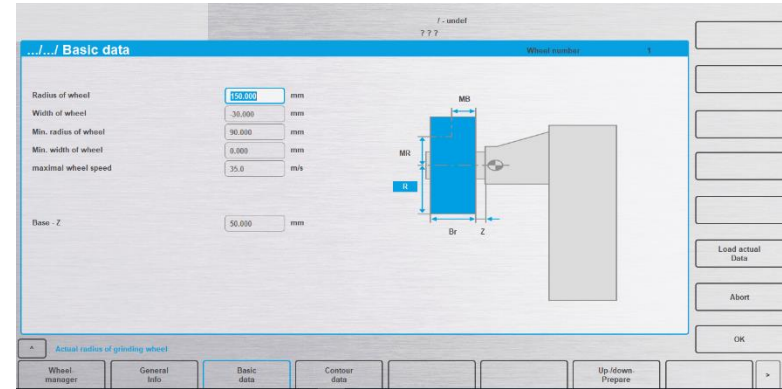 / - undef
? ? ?
.../.../ Basic data
Wheel number 1
Radius of wheel 150.000 mm
Width of wheel -30.000 mm
Min. radius of wheel 90.000 mm
Min. width of wheel 0.000 mm
maximal wheel speed 35.0 m/s
Base - Z 50.000 mm
MB
MR
R
Br Z
Load actual
Data
Abort
OK
^ Actual radius of grinding wheel
Wheel-
manager
General
Info
Basic
data
Contour
data
Up-/down-
Prepare
>